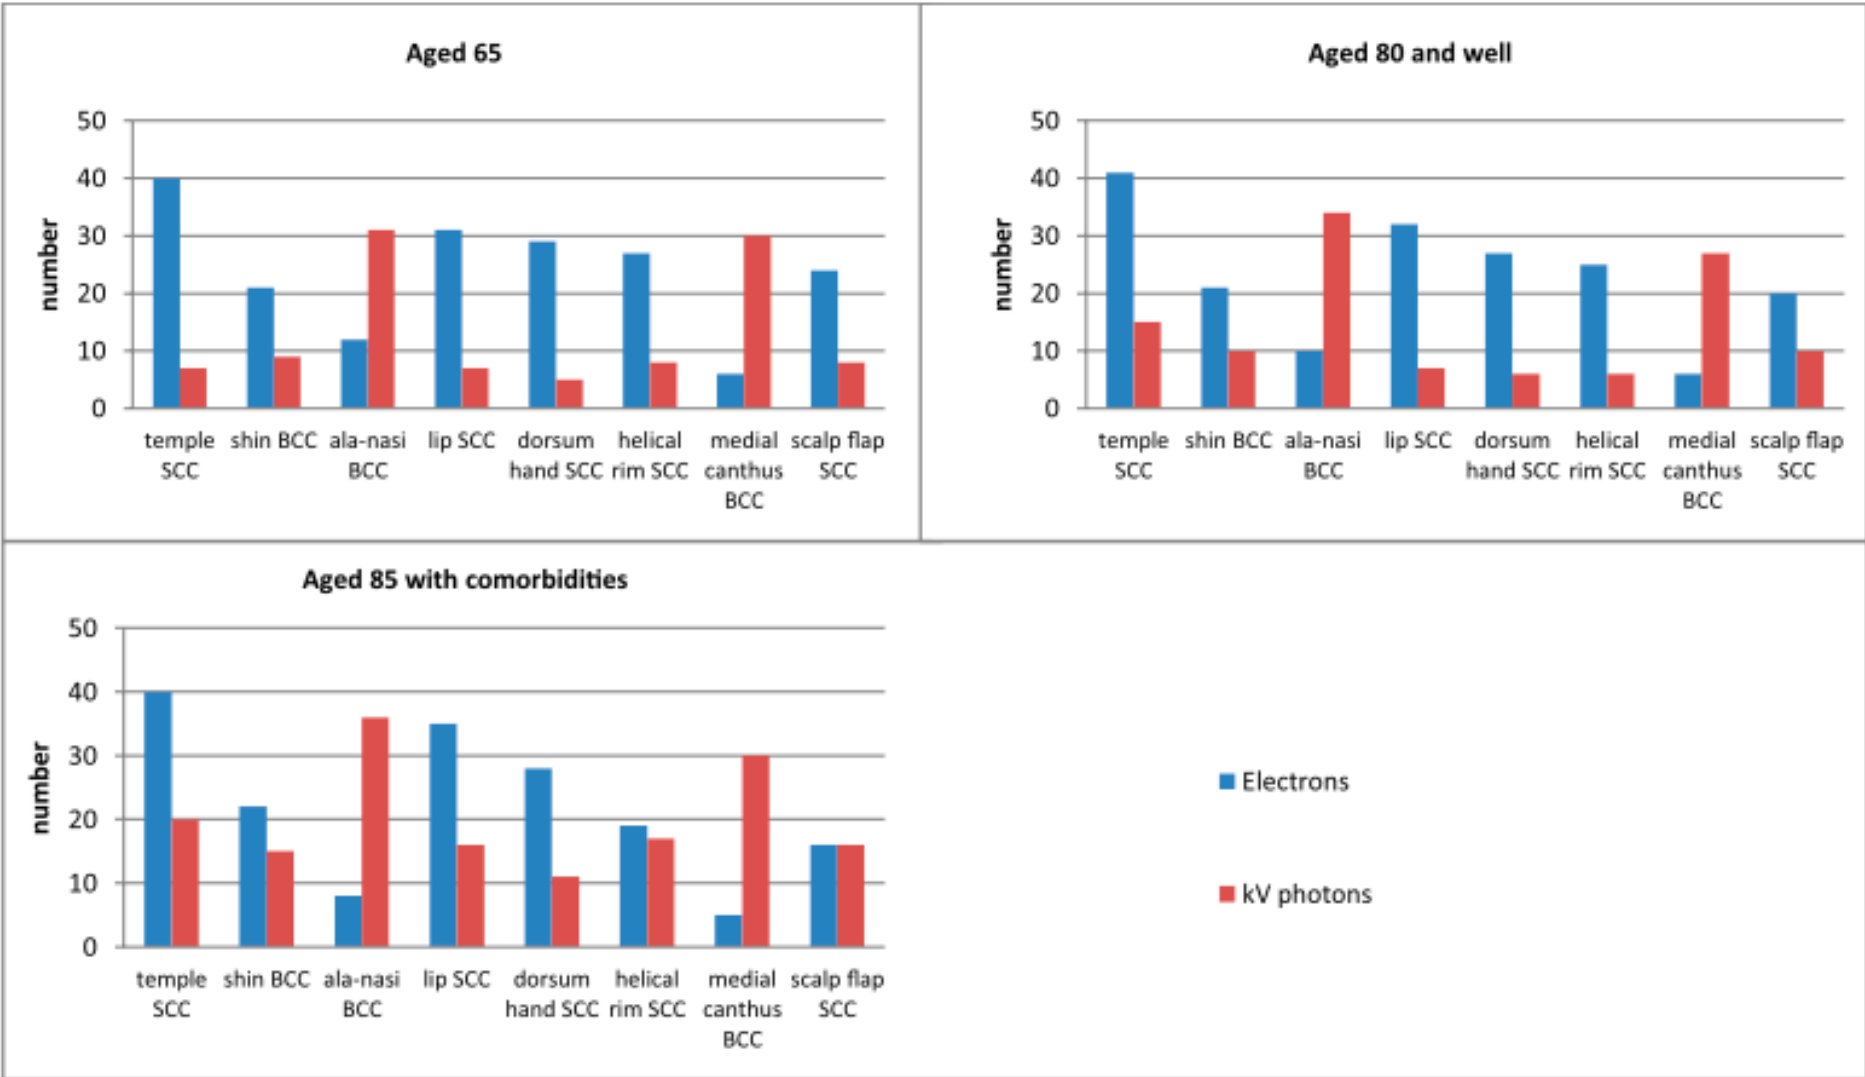 Aged 65
50
40
30
20
10
0
number
temple shin BCC ala-nasi lip SCC dorsum helical medial scalp flap
SCC BCC hand SCC rim SCC canthus SCC
BCC
Aged 80 and well
50
40
30
20
10
0
number
temple shin BCC ala-nasi lip SCC dorsum helical medial scalp flap
SCC BCC hand SCC rim SCC canthus SCC
BCC
Aged 85 with comorbidities
50
40
30
20
10
0
number
temple shin BCC ala-nasi lip SCC dorsum helical medial scalp flap
SCC BCC hand SCC rim SCC canthus SCC
BCC
Electrons
kV photons